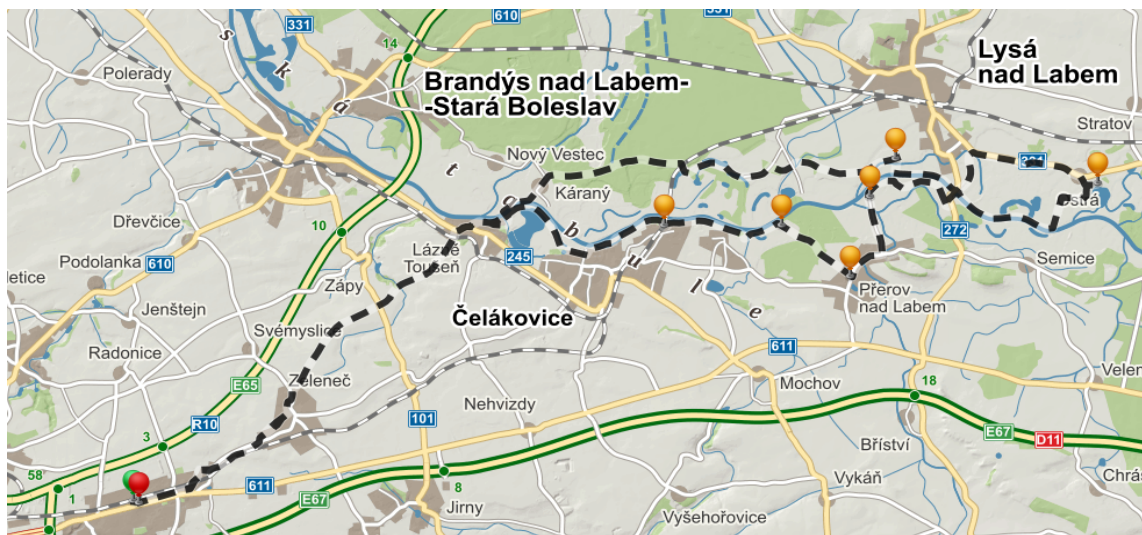 331
610
331
14
s
k
á
t
o
b
u
l
e
Polerady
Brandýs nad Labem-
-Stará Boleslav
Lysá
nad Labem
Stratov
Nový Vestec
Káraný
331
Ostrá
Dřevčice
10
Lázně
Toušeň
245
272
Semice
610
Podolanka
Zápy
Přerov
nad Labem
Jenštejn
Svémyslice
Čelákovice
Radonice
611
E65
Zeleneč
Mochov
18
R10
101
Nehvizdy
E67
D11
3
Bříství
58
1
611
E67
8
Jirny
Vykáň
Vyšehořovice